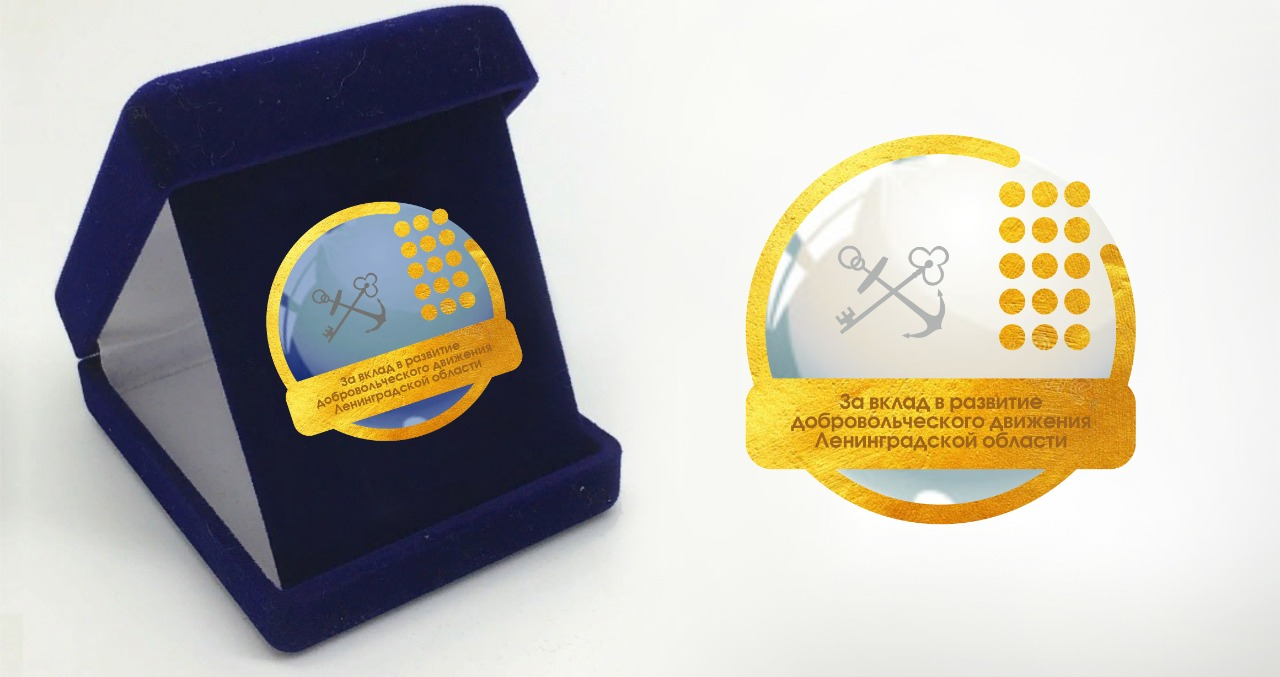 За вклад в развитие
добровольческого движения
Ленинградской области
За вклад в развитие
добровольческого движения
Ленинградской области